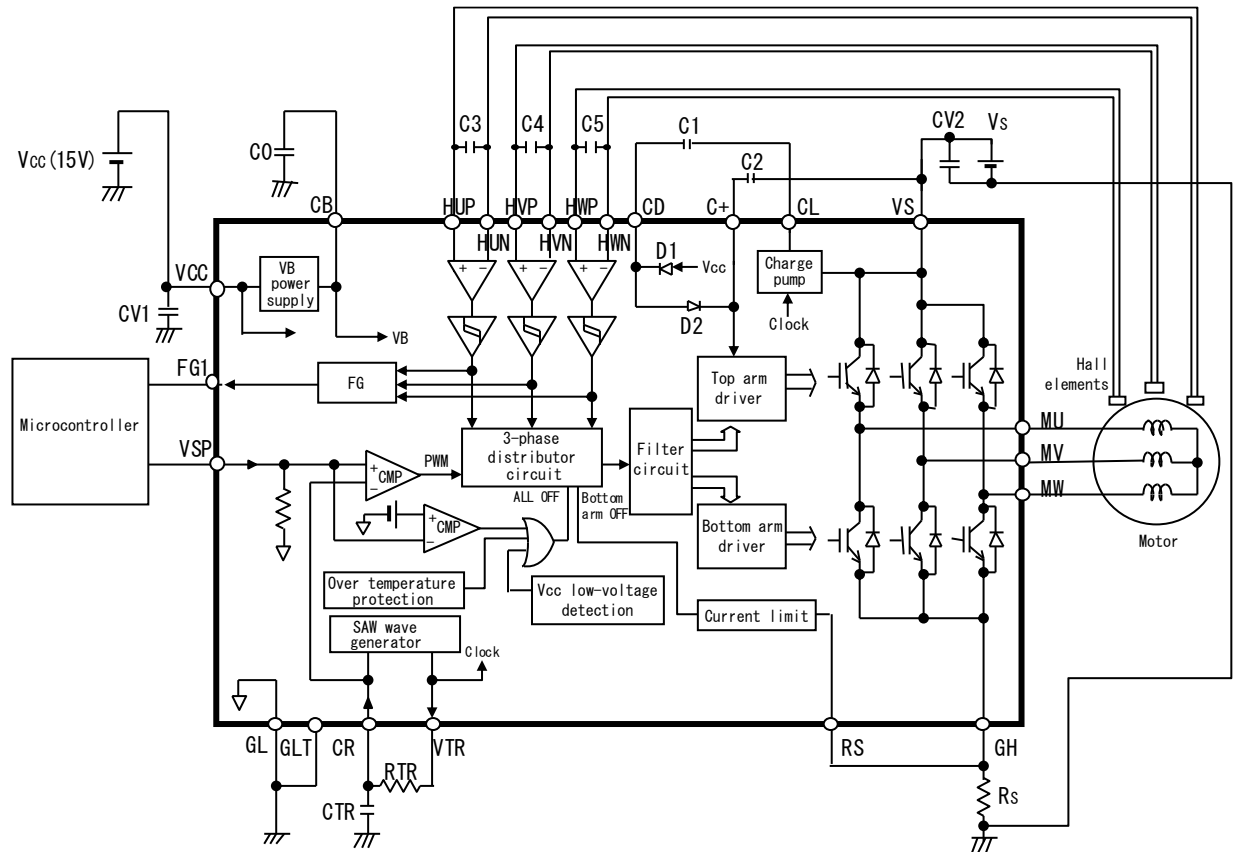 C3
C4
C5
C1
C2
CV2
Vs
Vcc (15V)
C0
CB
HUP
HUN
HVP
HVN
HWP
HWN
CD
C+
CL
VS
VCC
CV1
VB
power
supply
VB
D1
Vcc
D2
Charge
pump
Clock
Microcontroller
FG1
FG
VSP
Top arm
driver
Hall
elements
MU
MV
MW
Motor
3-phase
distributor
circuit
Filter
circuit
Bottom arm
driver
+
-
CMP
PWM
ALL OFF
Bottom
arm OFF
+
-
CMP
Over temperature
protection
Vcc low-voltage
detection
Current limit
SAW wave
generator
Clock
GL
GLT
CR
VTR
RS
GH
RTR
CTR
Rs
+ -
+ -
+ -